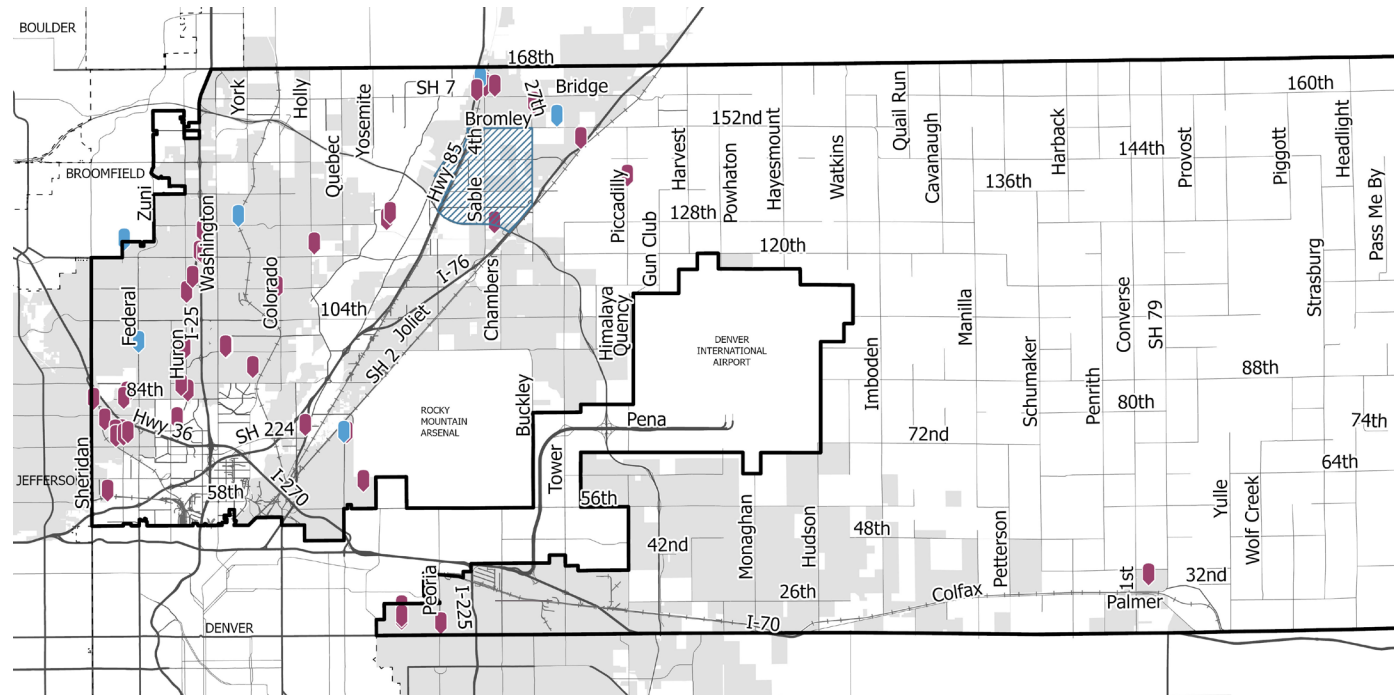 BOULDER
168th
York
Holly
Yosemite
SH 7
27th
Bridge
Quail Run
160th
Headlight
Bromley
152nd
4th
Hayesmount
Cavanaugh
Harback
144th
Provost
Piggott
Quebec
Hwy 85
Harvest
Powhaton
Watkins
BROOMFIELD
Zuni
Sable
136th
Piccadilly
128th
Pass Me By
Washington
Gun Club
120th
I-76
Strasburg
Federal
Colorado
104th
Joliet
Chambers
Himalaya
Quency
Manilla
Converse
SH 79
I-25
Huron
SH 2
DENVER
INTERNATIONAL
AIRPORT
Imboden
Schumaker
88th
84th
Penrith
80th
Hwy 36
SH 224
ROCKY
MOUNTAIN
ARSENAL
Buckley
Pena
72nd
74th
Sheridan
64th
JEFFERSO
58th
I-270
Tower
56th
Yulle
Wolf Creek
Monaghan
Hudson
48th
Petterson
42nd
Peoria
I-225
26th
Colfax
1st
32nd
Palmer
DENVER
I-70